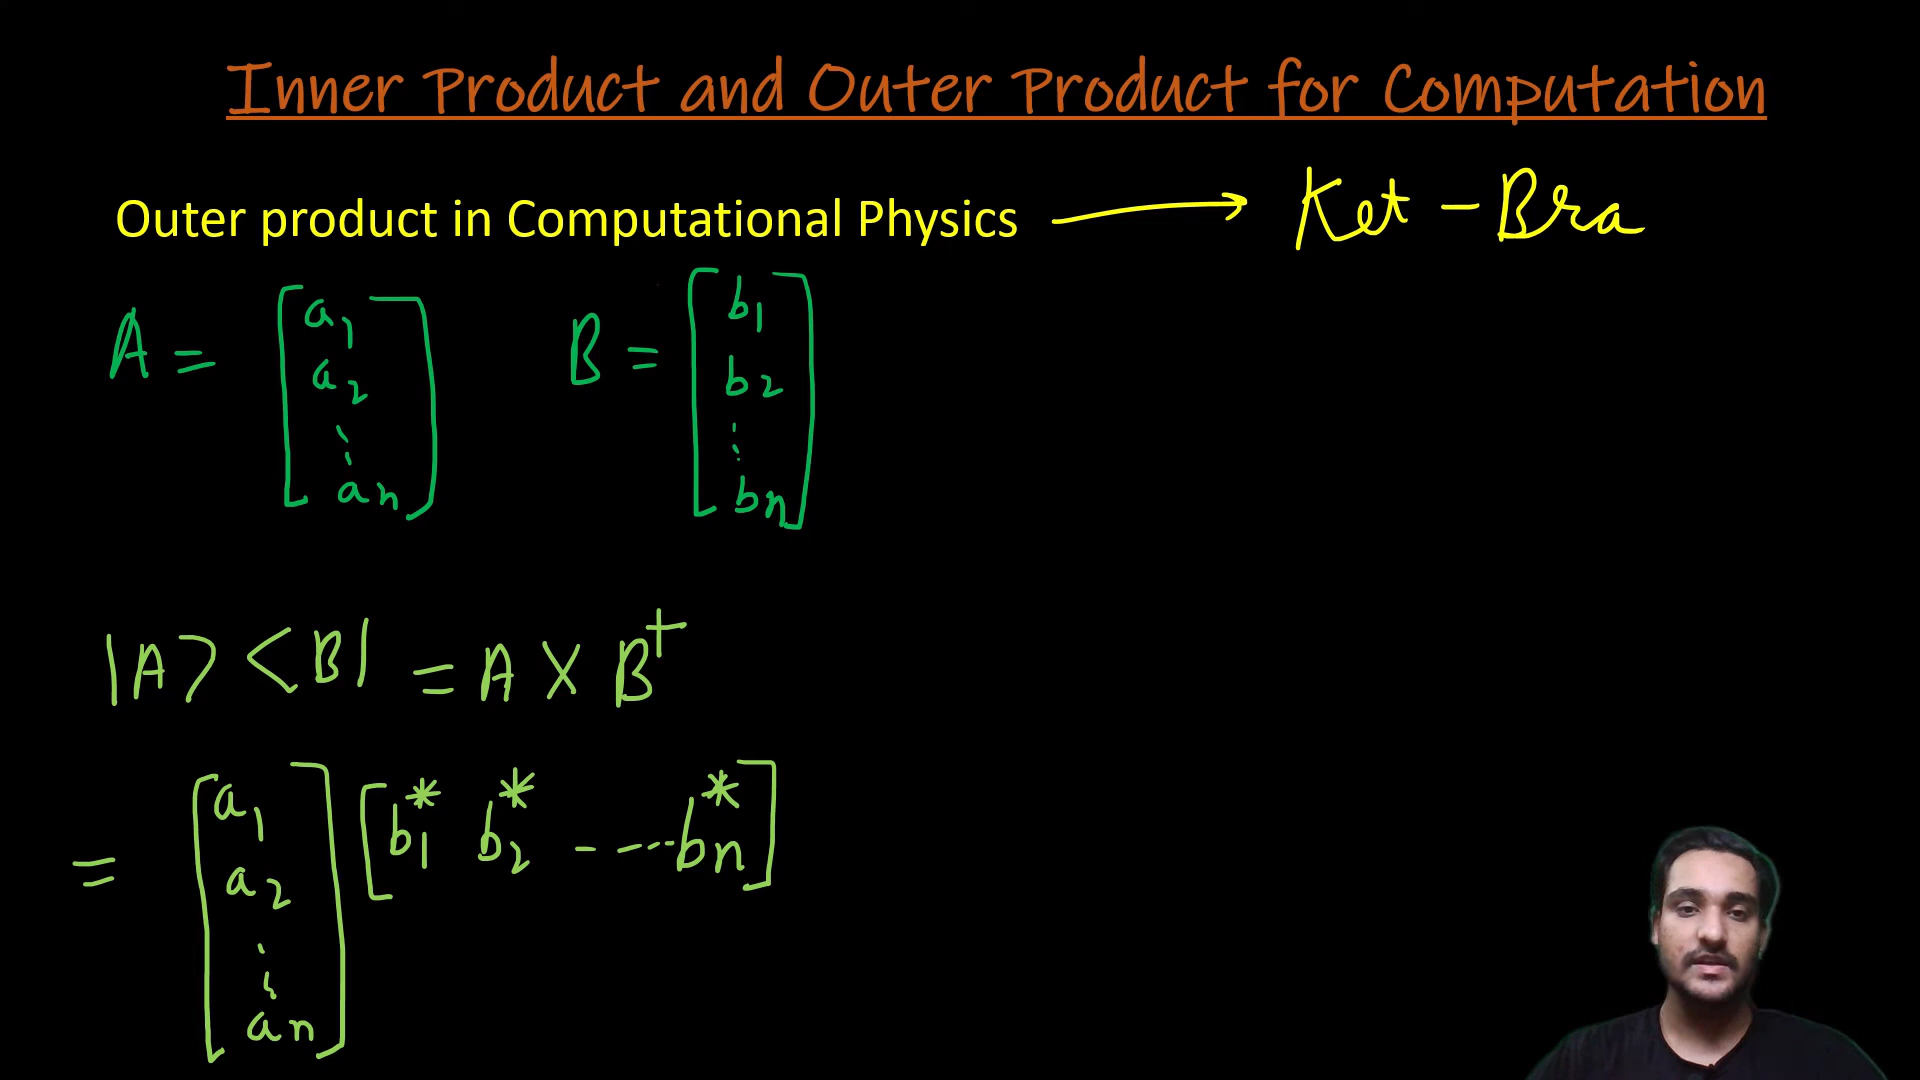 Inner Product and Outer Product for Computation
Outer product in Computational Physics → Ket - Bra
A = [a1 a2 ⋮ an] B = [b1 b2 ⋮ bn]
|A> <B| = A X B†
= [a1 a2 ⋮ an] [b1* b2* ----- bn*]